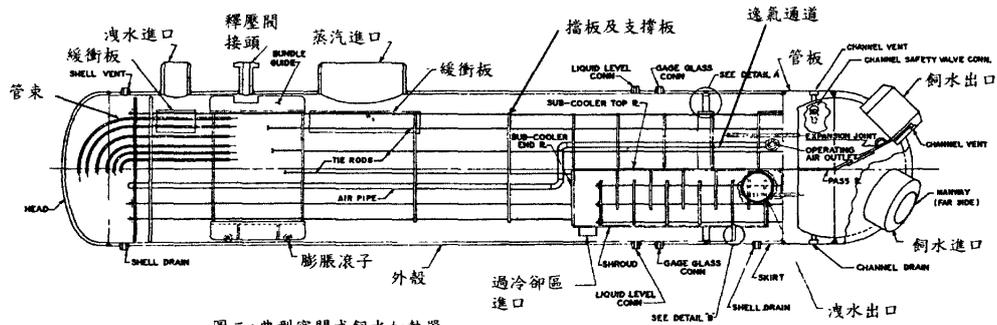 洩水進口
釋壓閥
接頭
蒸汽進口
擋板及支撐板
逸氣通道
緩衝板
SHELL VENT
BUNDLE
GUIDE
緩衝板
LIQUID LEVEL
CONN
GAGE GLASS
CONN
SEE DETAIL A
管板
CHANNEL VENT
CHANNEL SAFETY VALVE CONN.
飼水出口
管束
SUB-COOLER TOP
SUB-COOLER
END
EXPANSION JOINT
OPERATING
AIR OUTLET
CHANNEL VENT
TIE RODS
AIR PIPE
PASS
HEAD
MANWAY
(FAR SIDE)
飼水進口
SHELL DRAIN
膨脹滾子
外殼
過冷卻區
進口
SHROUD
LIQUID LEVEL
CONN
GAGE GLASS
CONN
SEE DETAIL B
SHELL DRAIN
SKIRT
CHANNEL DRAIN
洩水出口